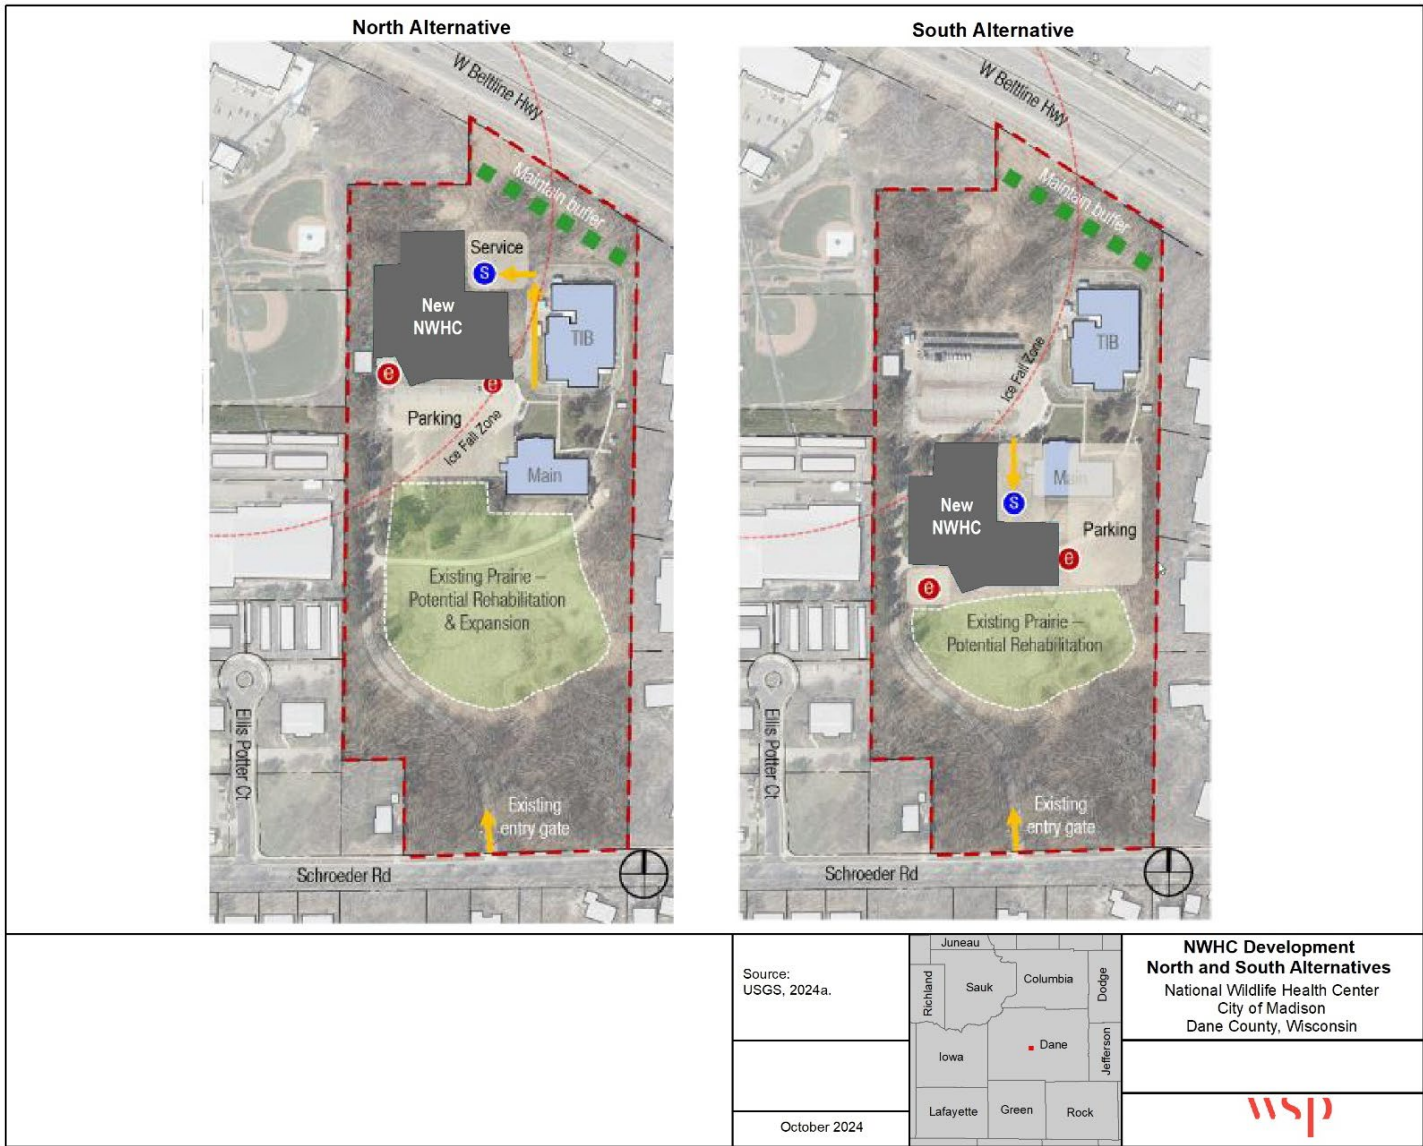 North Alternative
W Beltline Hwy
Maintain buffer
Service
S
New
NWHC
TIB
e
e
Parking
Ice Fall Zone
Main
Existing Prairie –
Potential Rehabilitation
& Expansion
Ellis Potter Ct
Existing
entry gate
Schroeder Rd
South Alternative
W Beltline Hwy
Maintain buffer
TIB
Ice Fall Zone
Main
S
New
NWHC
Parking
e
e
Existing Prairie –
Potential Rehabilitation
Ellis Potter Ct
Existing
entry gate
Schroeder Rd
Source:
USGS, 2024a.
October 2024
Juneau
Richland
Sauk
Columbia
Dodge
Iowa
Dane
Jefferson
Lafayette
Green
Rock
NWHC Development
North and South Alternatives
National Wildlife Health Center
City of Madison
Dane County, Wisconsin
wsp